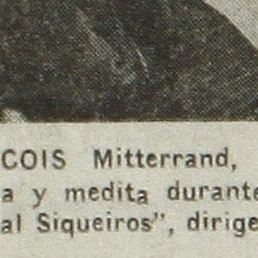 COIS Mitterrand,
a y medita durante
al Siqueiros", dirige